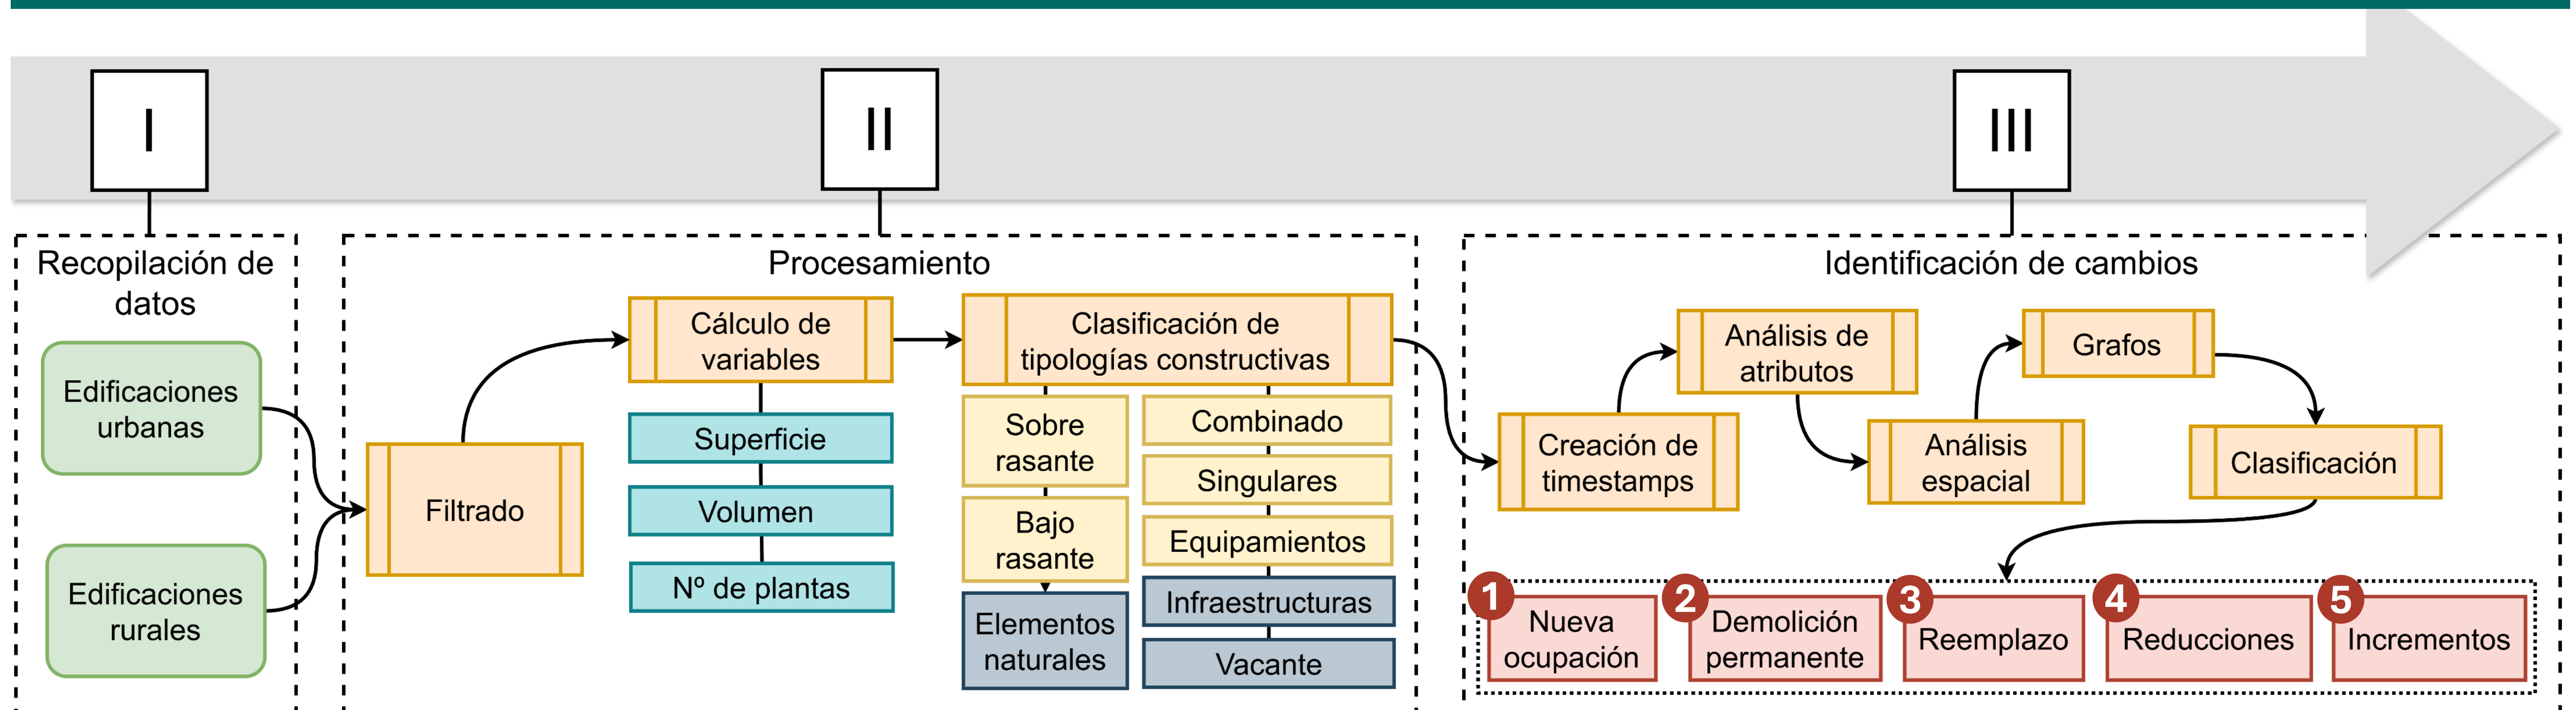 I
II
III
Recopilación de
datos
Edificaciones
urbanas
Edificaciones
rurales
Procesamiento
Filtrado
Cálculo de
variables
Superficie
Volumen
Nº de plantas
Clasificación de
tipologías constructivas
Sobre
rasante
Bajo
rasante
Elementos
naturales
Combinado
Singulares
Equipamientos
Infraestructuras
Vacante
Identificación de cambios
Creación de
timestamps
Análisis de
atributos
Análisis
espacial
Grafos
Clasificación
1
Nueva
ocupación
2
Demolición
permanente
3
Reemplazo
4
Reducciones
5
Incrementos